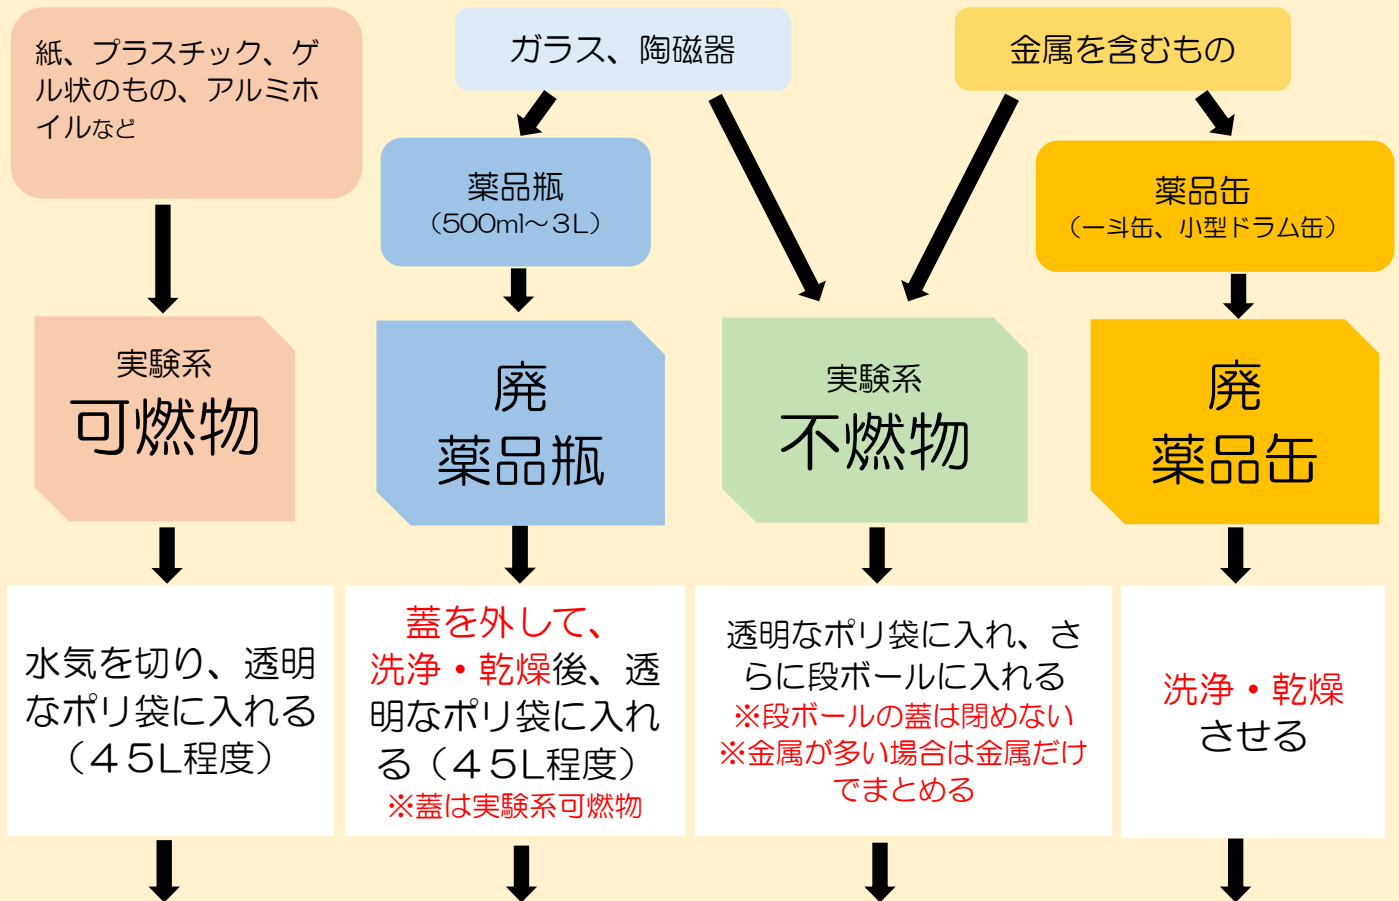 紙、プラスチック、ゲ
ル状のもの、アルミホ
イルなど
ガラス、陶磁器
金属を含むもの
薬品瓶
（500ml～3L）
薬品缶
（一斗缶、小型ドラム缶）
実験系
可燃物
廃
薬品瓶
実験系
不燃物
廃
薬品缶
水気を切り、透明
なポリ袋に入れる
（４５L程度）
蓋を外して、
洗浄・乾燥後、透
明なポリ袋に入れ
る（４５L程度）
※蓋は実験系可燃物
透明なポリ袋に入れ、さ
らに段ボールに入れる
※段ボールの蓋は閉めない
※金属が多い場合は金属だけ
でまとめる
洗浄・乾燥
させる